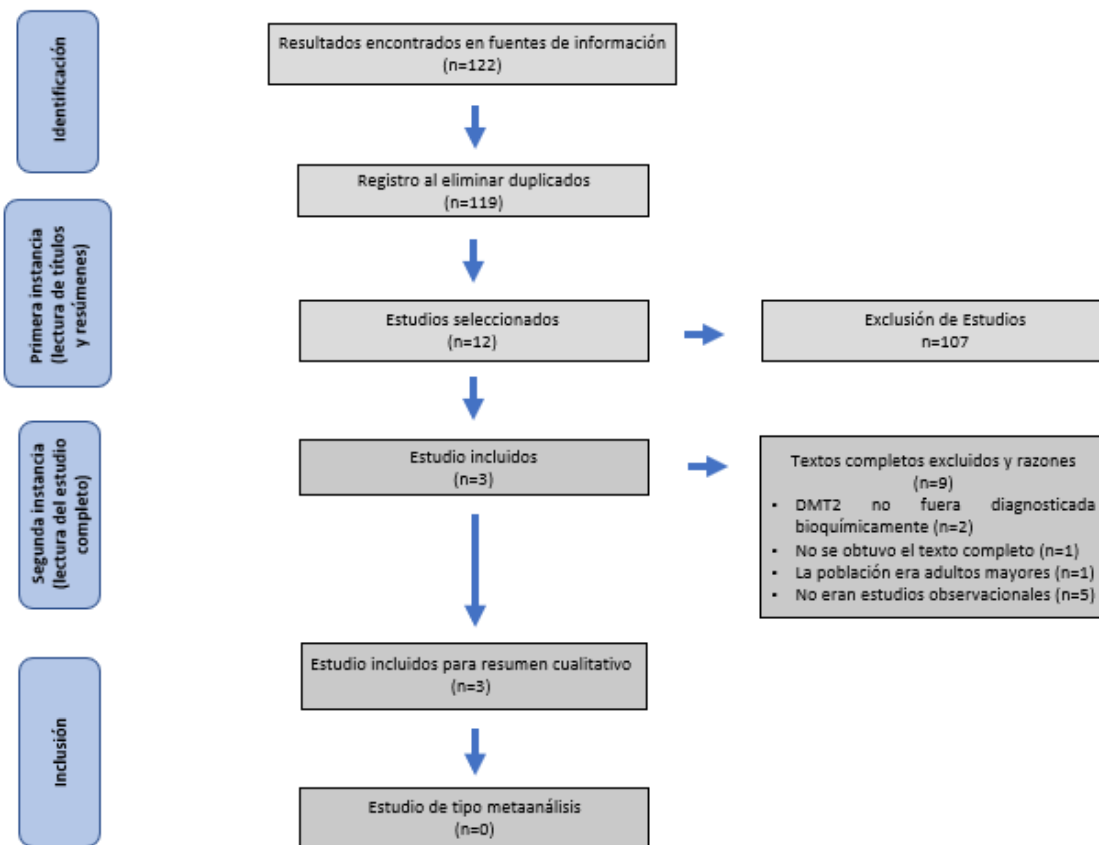 Identificación
Resultados encontrados en fuentes de información
(n=122)
Registro al eliminar duplicados
(n=119)
Primera instancia
(lectura de títulos
y resúmenes)
Estudios seleccionados
(n=12)
Exclusión de Estudios
n=107
Segunda instancia
(lectura del estudio
completo)
Estudio incluidos
(n=3)
Textos completos excluidos y razones
(n=9)
▪ DMT2 no fuera diagnosticada
bioquímicamente (n=2)
▪ No se obtuvo el texto completo (n=1)
▪ La población era adultos mayores (n=1)
▪ No eran estudios observacionales (n=5)
Inclusión
Estudio incluidos para resumen cualitativo
(n=3)
Estudio de tipo metaanálisis
(n=0)